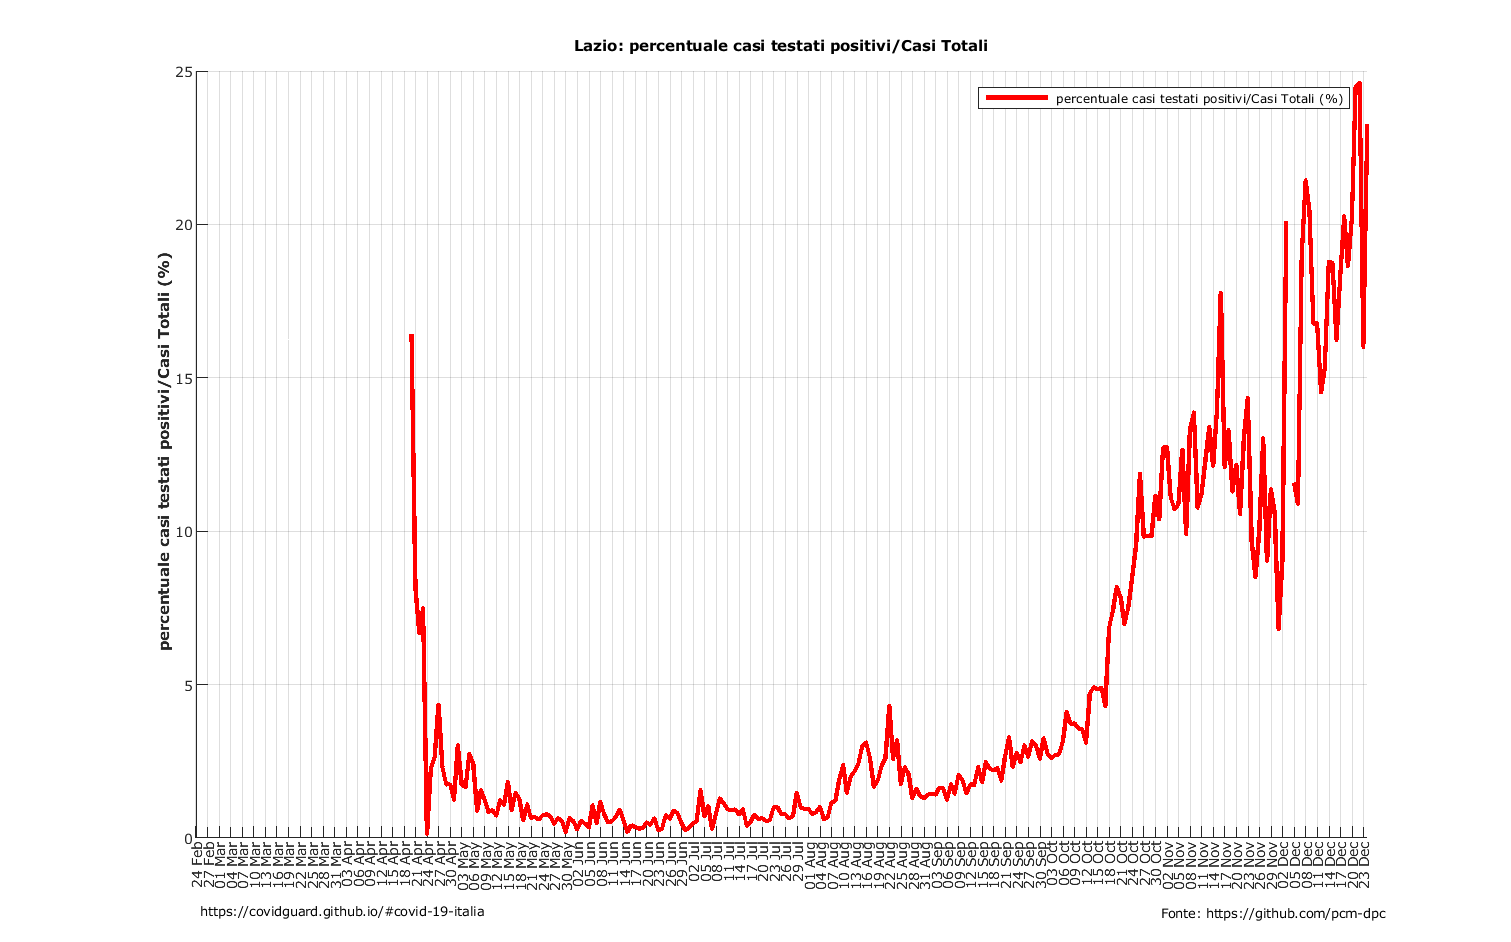 Lazio: percentuale casi testati positivi/Casi Totali
percentuale casi testati positivi/Casi Totali (%)
percentuale casi testati positivi/Casi Totali (%)
25
20
15
10
5
0
24 Feb
27 Feb
01 Mar
04 Mar
07 Mar
10 Mar
13 Mar
16 Mar
19 Mar
22 Mar
25 Mar
28 Mar
31 Mar
03 Apr
06 Apr
09 Apr
12 Apr
15 Apr
18 Apr
21 Apr
24 Apr
27 Apr
30 Apr
03 May
06 May
09 May
12 May
15 May
18 May
21 May
24 May
27 May
30 May
02 Jun
05 Jun
08 Jun
11 Jun
14 Jun
17 Jun
20 Jun
23 Jun
26 Jun
29 Jun
02 Jul
05 Jul
08 Jul
11 Jul
14 Jul
17 Jul
20 Jul
23 Jul
26 Jul
29 Jul
01 Aug
04 Aug
07 Aug
10 Aug
13 Aug
16 Aug
19 Aug
22 Aug
25 Aug
28 Aug
31 Aug
03 Sep
06 Sep
09 Sep
12 Sep
15 Sep
18 Sep
21 Sep
24 Sep
27 Sep
30 Sep
03 Oct
06 Oct
09 Oct
12 Oct
15 Oct
18 Oct
21 Oct
24 Oct
27 Oct
30 Oct
02 Nov
05 Nov
08 Nov
11 Nov
14 Nov
17 Nov
20 Nov
23 Nov
26 Nov
29 Nov
02 Dec
05 Dec
08 Dec
11 Dec
14 Dec
17 Dec
20 Dec
23 Dec
https://covidguard.github.io/#covid-19-italia
Fonte: https://github.com/pcm-dpc